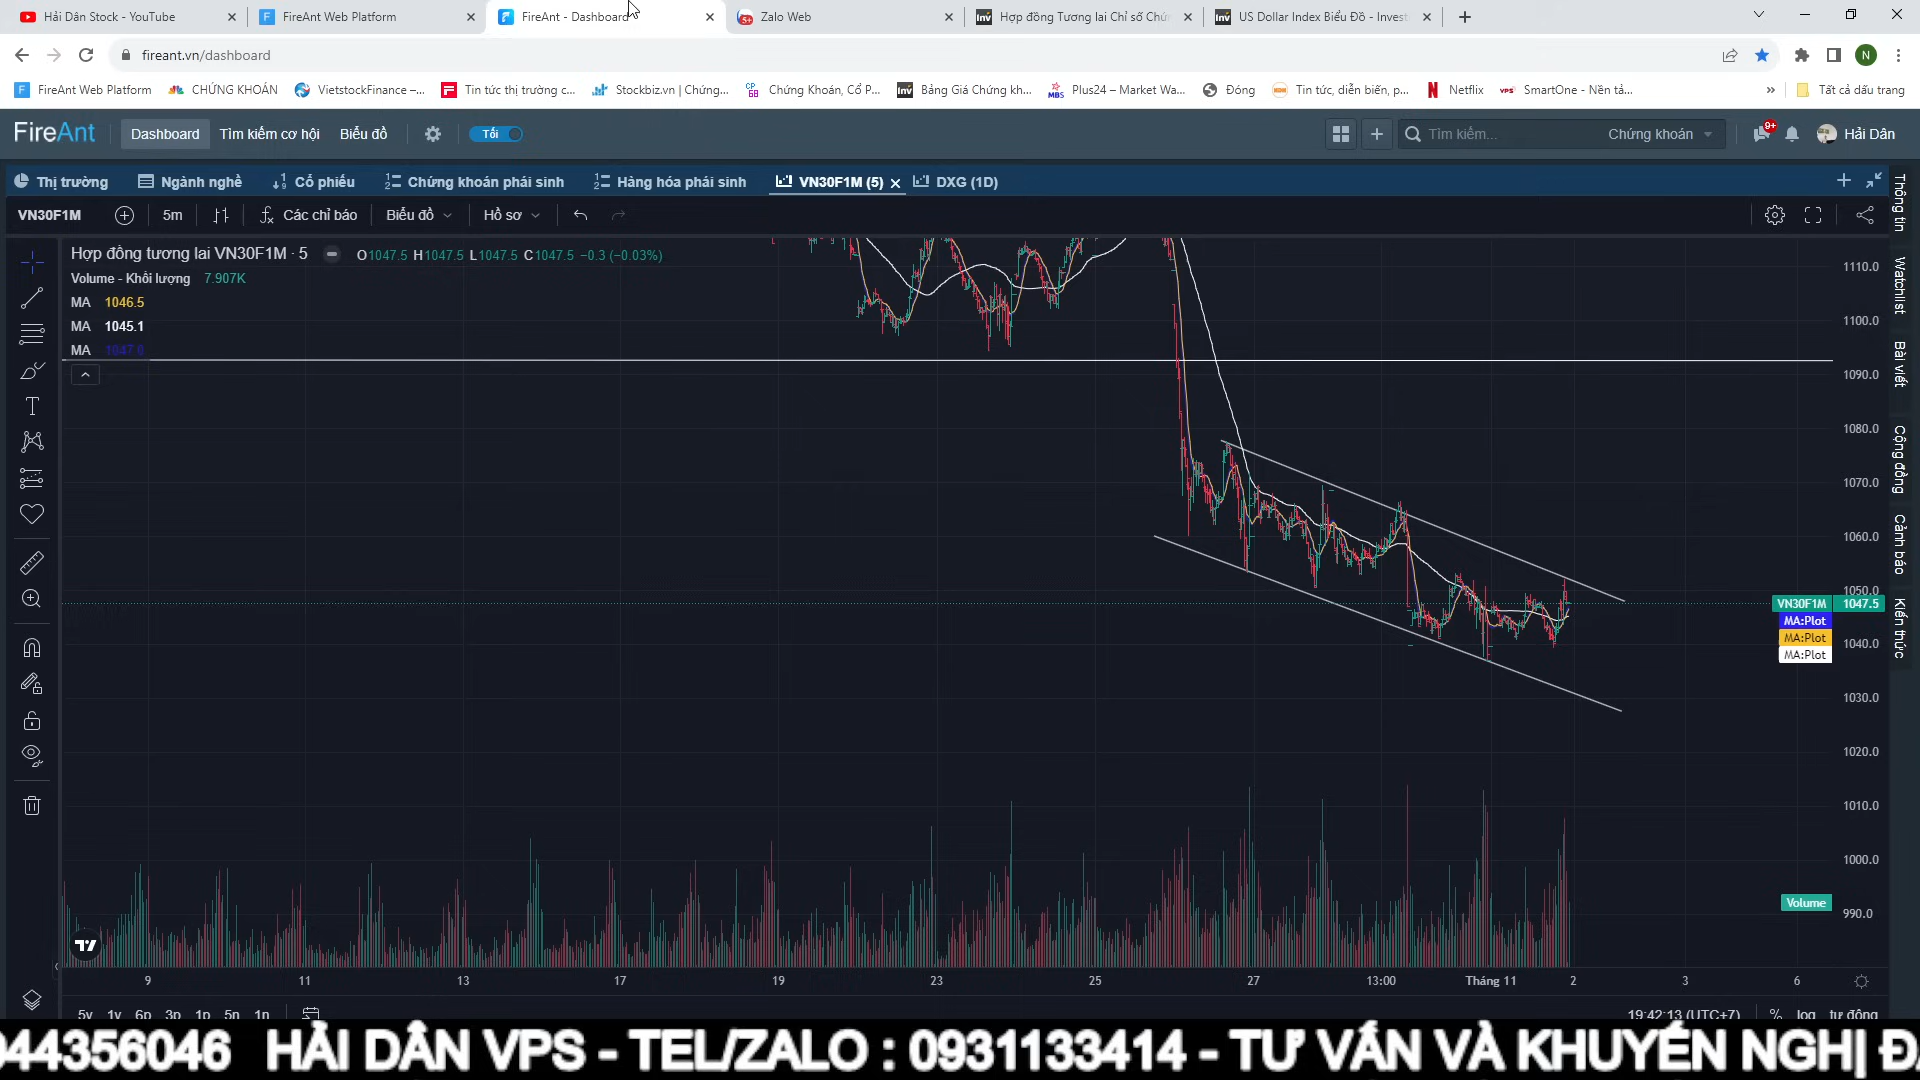 Hải Dân Stock - YouTube
FireAnt Web Platform
FireAnt - Dashboard
Zalo Web
Hợp đồng Tương lai Chỉ số Chứ
US Dollar Index Biểu Đồ - Invest
fireant.vn/dashboard
N
FireAnt Web Platform
CHỨNG KHOÁN
VietstockFinance –...
Tin tức thị trường c...
Stockbiz.vn | Chứng...
Chứng Khoán, Cổ P...
Bảng Giá Chứng kh...
Plus24 – Market Wa...
Đóng
Tin tức, diễn biến, p...
Netflix
SmartOne - Nền tả...
»
Tất cả dấu trang
FireAnt
Dashboard
Tìm kiếm cơ hội
Biểu đồ
Tối
Tìm kiếm...
Chứng khoán
9+
Hải Dân
Thị trường
Ngành nghề
Cổ phiếu
Chứng khoán phái sinh
Hàng hóa phái sinh
VN30F1M (5)
DXG (1D)
VN30F1M
5m
Các chỉ báo
Biểu đồ
Hồ sơ
Hợp đồng tương lai VN30F1M · 5
O1047.5 H1047.5 L1047.5 C1047.5 −0.3 (−0.03%)
Volume - Khối lượng 7.907K
MA 1046.5
MA 1045.1
MA
1110.0
1100.0
1090.0
1080.0
1070.0
1060.0
1050.0
VN30F1M 1047.5
MA:Plot
MA:Plot
MA:Plot
1040.0
1030.0
1020.0
1010.0
1000.0
Volume
990.0
Thông tin
Watchlist
Bài viết
Cộng đồng
Cảnh báo
Kiến thức
9
11
13
17
19
23
25
27
13:00
Tháng 11
2
3
6
5y 1y 6p 3p 1p 5n 1n
19:42:13 (UTC+7)
%
log
tự động
944356046 HẢI DÂN VPS - TEL/ZALO : 0931133414 - TƯ VẤN VÀ KHUYẾN NGHỊ